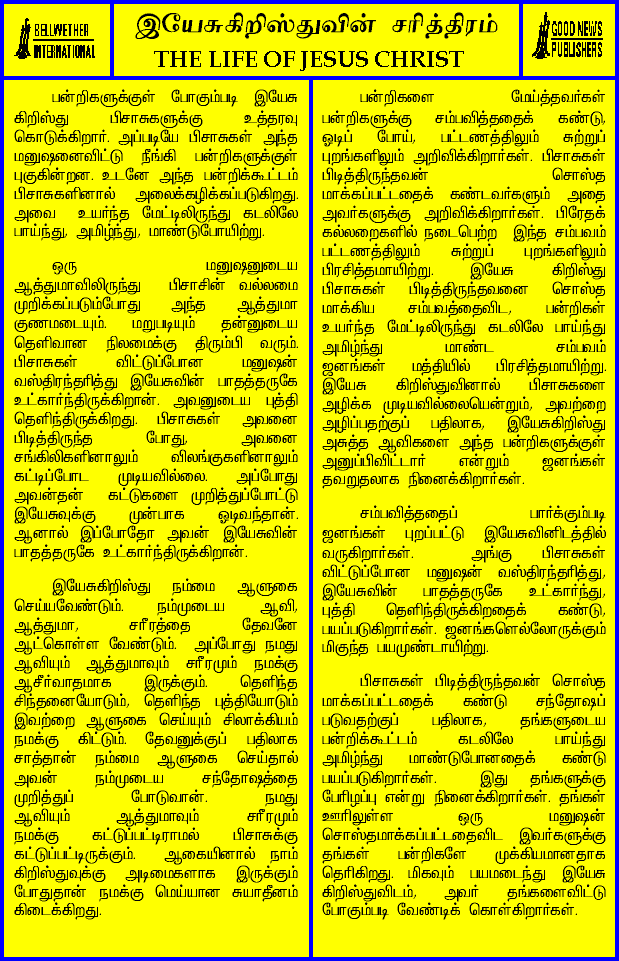 BELLWETHER
INTERNATIONAL
இயேசுகிறிஸ்துவின் சரித்திரம்
THE LIFE OF JESUS CHRIST
GOOD NEWS
PUBLISHERS
பன்றிகளுக்குள் போகும்படி இயேசு
கிறிஸ்து பிசாசுகளுக்கு உத்தரவு
கொடுக்கிறார். அப்படியே பிசாசுகள் அந்த
மனுஷனைவிட்டு நீங்கி பன்றிகளுக்குள்
புகுகின்றன. உடனே அந்த பன்றிக்கூட்டம்
பிசாசுகளினால் அலைக்கழிக்கப்படுகிறது.
அவை உயர்ந்த மேட்டிலிருந்து கடலிலே
பாய்ந்து, அமிழ்ந்து, மாண்டுபோயிற்று.
ஒரு மனுஷனுடைய
ஆத்துமாவிலிருந்து பிசாசின் வல்லமை
முறிக்கப்படும்போது அந்த ஆத்துமா
குணமடையும். மறுபடியும் தன்னுடைய
தெளிவான நிலமைக்கு திரும்பி வரும்.
பிசாசுகள் விட்டுப்போன மனுஷன்
வஸ்திரந்தரித்து இயேசுவின் பாதத்தருகே
உட்கார்ந்திருக்கிறான். அவனுடைய புத்தி
தெளிந்திருக்கிறது. பிசாசுகள் அவனை
பிடித்திருந்த போது, அவனை
சங்கிலிகளினாலும் விலங்குகளினாலும்
கட்டிப்போட முடியவில்லை. அப்போது
அவன்தன் கட்டுகளை முறித்துப்போட்டு
இயேசுவுக்கு முன்பாக ஓடிவந்தான்.
ஆனால் இப்போதோ அவன் இயேசுவின்
பாதத்தருகே உட்கார்ந்திருக்கிறான்.
இயேசுகிறிஸ்து நம்மை ஆளுகை
செய்யவேண்டும். நம்முடைய ஆவி,
ஆத்துமா, சரீரத்தை தேவனே
ஆட்கொள்ள வேண்டும். அப்போது நமது
ஆவியும் ஆத்துமாவும் சரீரமும் நமக்கு
ஆசீர்வாதமாக இருக்கும். தெளிந்த
சிந்தனையோடும், தெளிந்த புத்தியோடும்
இவற்றை ஆளுகை செய்யும் சிலாக்கியம்
நமக்கு கிட்டும். தேவனுக்குப் பதிலாக
சாத்தான் நம்மை ஆளுகை செய்தால்
அவன் நம்முடைய சந்தோஷத்தை
முறித்துப் போடுவான். நமது
ஆவியும் ஆத்துமாவும் சரீரமும்
நமக்கு கட்டுப்பட்டிராமல் பிசாசுக்கு
கட்டுப்பட்டிருக்கும். ஆகையினால் நாம்
கிறிஸ்துவுக்கு அடிமைகளாக இருக்கும்
போதுதான் நமக்கு மெய்யான சுயாதீனம்
கிடைக்கிறது.
பன்றிகளை மேய்த்தவர்கள்
பன்றிகளுக்கு சம்பவித்ததைக் கண்டு,
ஓடிப் போய், பட்டணத்திலும் சுற்றுப்
புறங்களிலும் அறிவிக்கிறார்கள். பிசாசுகள்
பிடித்திருந்தவன் சொஸ்த
மாக்கப்பட்டதைக் கண்டவர்களும் அதை
அவர்களுக்கு அறிவிக்கிறார்கள். பிரேதக்
கல்லறைகளில் நடைபெற்ற இந்த சம்பவம்
பட்டணத்திலும் சுற்றுப் புறங்களிலும்
பிரசித்தமாயிற்று. இயேசு கிறிஸ்து
பிசாசுகள் பிடித்திருந்தவனை சொஸ்த
மாக்கிய சம்பவத்தைவிட, பன்றிகள்
உயர்ந்த மேட்டிலிருந்து கடலிலே பாய்ந்து
அமிழ்ந்து மாண்ட சம்பவம்
ஜனங்கள் மத்தியில் பிரசித்தமாயிற்று.
இயேசு கிறிஸ்துவினால் பிசாசுகளை
அழிக்க முடியவில்லையென்றும், அவற்றை
அழிப்பதற்குப் பதிலாக, இயேசுகிறிஸ்து
அசுத்த ஆவிகளை அந்த பன்றிகளுக்குள்
அனுப்பிவிட்டார் என்றும் ஜனங்கள்
தவறுதலாக நினைக்கிறார்கள்.
சம்பவித்ததைப் பார்க்கும்படி
ஜனங்கள் புறப்பட்டு இயேசுவினிடத்தில்
வருகிறார்கள். அங்கு பிசாசுகள்
விட்டுப்போன மனுஷன் வஸ்திரந்தரித்து,
இயேசுவின் பாதத்தருகே உட்கார்ந்து,
புத்தி தெளிந்திருக்கிறதைக் கண்டு,
பயப்படுகிறார்கள். ஜனங்களெல்லோருக்கும்
மிகுந்த பயமுண்டாயிற்று.
பிசாசுகள் பிடித்திருந்தவன் சொஸ்த
மாக்கப்பட்டதைக் கண்டு சந்தோஷப்
படுவதற்குப் பதிலாக, தங்களுடைய
பன்றிக்கூட்டம் கடலிலே பாய்ந்து
அமிழ்ந்து மாண்டுபோனதைக் கண்டு
பயப்படுகிறார்கள். இது தங்களுக்கு
பேரிழப்பு என்று நினைக்கிறார்கள். தங்கள்
ஊரிலுள்ள ஒரு மனுஷன்
சொஸ்தமாக்கப்பட்டதைவிட இவர்களுக்கு
தங்கள் பன்றிகளே முக்கியமானதாக
தெரிகிறது. மிகவும் பயமடைந்து இயேசு
கிறிஸ்துவிடம், அவர் தங்களைவிட்டு
போகும்படி வேண்டிக் கொள்கிறார்கள்.